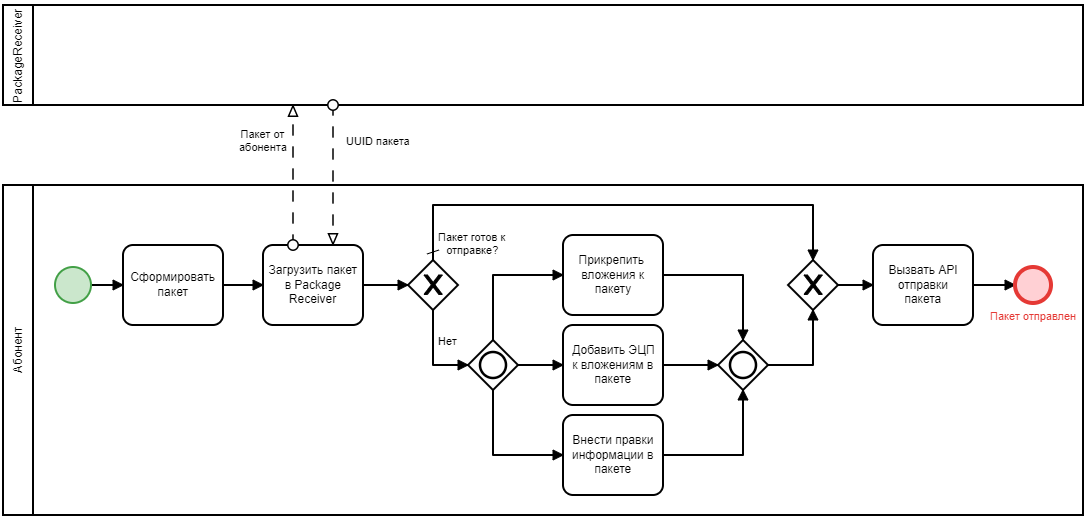 PackageReceiver
Пакет от
абонента
UUID пакета
Абонент
Сформировать
пакет
Загрузить пакет
в Package
Receiver
Пакет готов к
отправке?
Нет
Прикрепить
вложения к
пакету
Добавить ЭЦП
к вложениям в
пакете
Внести правки
информации в
пакете
Вызвать API
отправки
пакета
Пакет отправлен